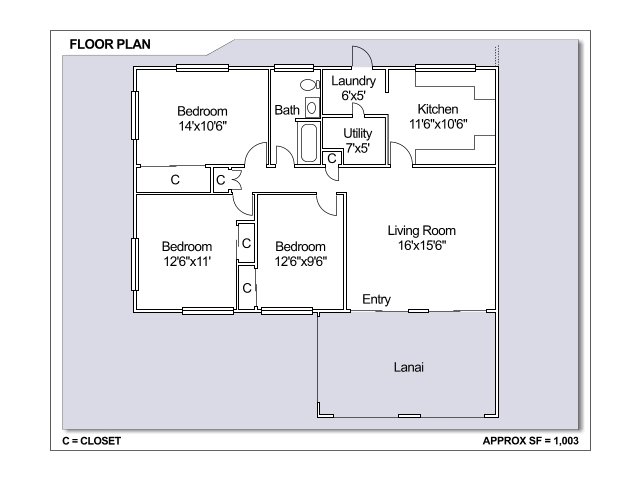 FLOOR PLAN
Laundry
6'x5'
Bedroom
14'x10'6"
Bath
Kitchen
11'6"x10'6"
Utility
7'x5'
C
C
C
Living Room
16'x15'6"
Bedroom
12'6"x11'
C
Bedroom
12'6"x9'6"
C
Entry
Lanai
C = CLOSET
APPROX SF = 1,003